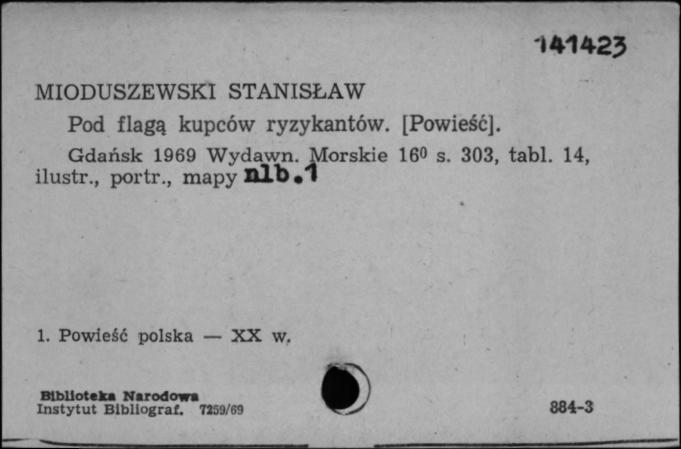 141423
MIODUSZEWSKI STANISŁAW
Pod flagą kupców ryzykantów. [Powieść].
Gdańsk 1969 Wydawn. Morskie 16⁰ s. 303, tabl. 14,
ilustr., portr., mapy nlb.1
1. Powieść polska — XX w.
Biblioteka Narodowa
Instytut Bibliograf. 7259/69 884-3